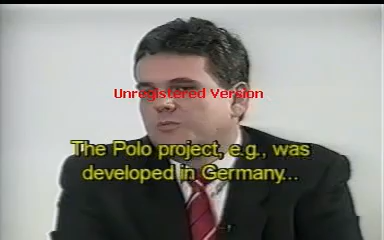 Unregistered Version
The Polo project, e.g., was
developed in Germany...